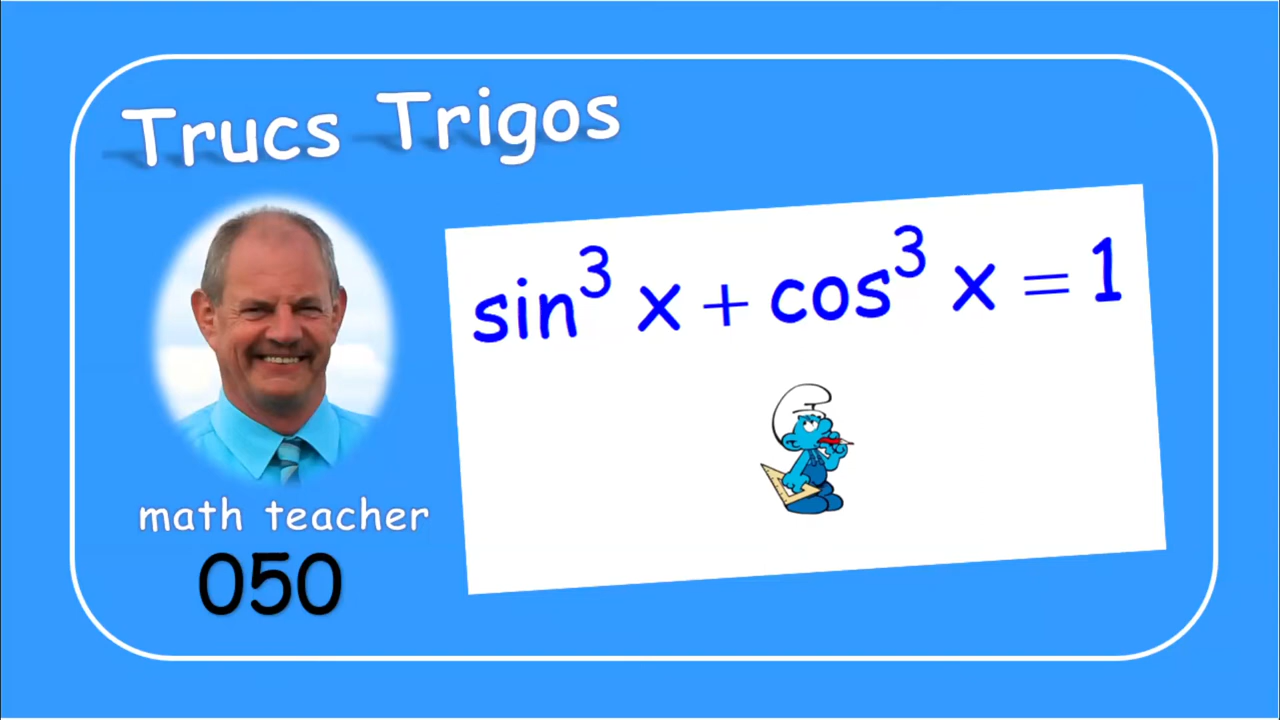 Trucs Trigos
sin³ x + cos³ x = 1
math teacher
050